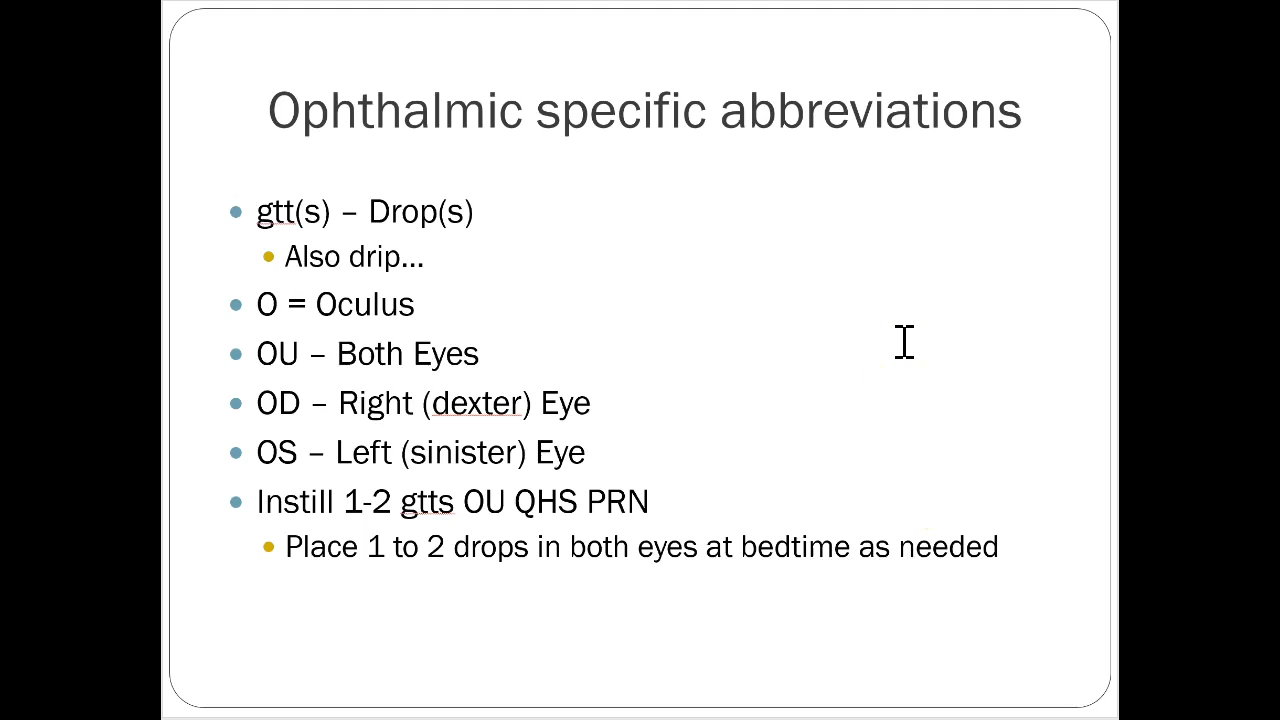 Ophthalmic specific abbreviations
• gtt(s) – Drop(s)
• Also drip...
• O = Oculus
• OU – Both Eyes
• OD – Right (dexter) Eye
• OS – Left (sinister) Eye
• Instill 1-2 gtts OU QHS PRN
• Place 1 to 2 drops in both eyes at bedtime as needed